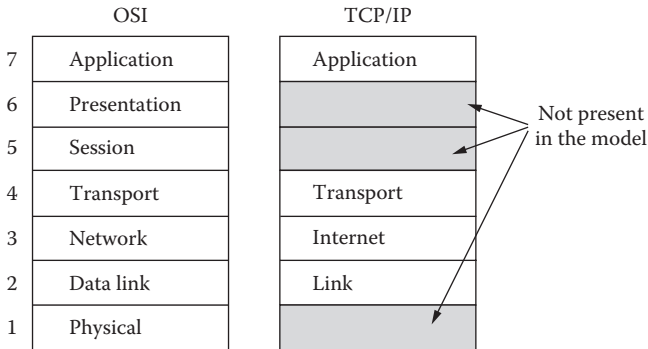 OSI TCP/IP
7 Application Application
6 Presentation
5 Session
Not present
in the model
4 Transport Transport
3 Network Internet
2 Data link Link
1 Physical